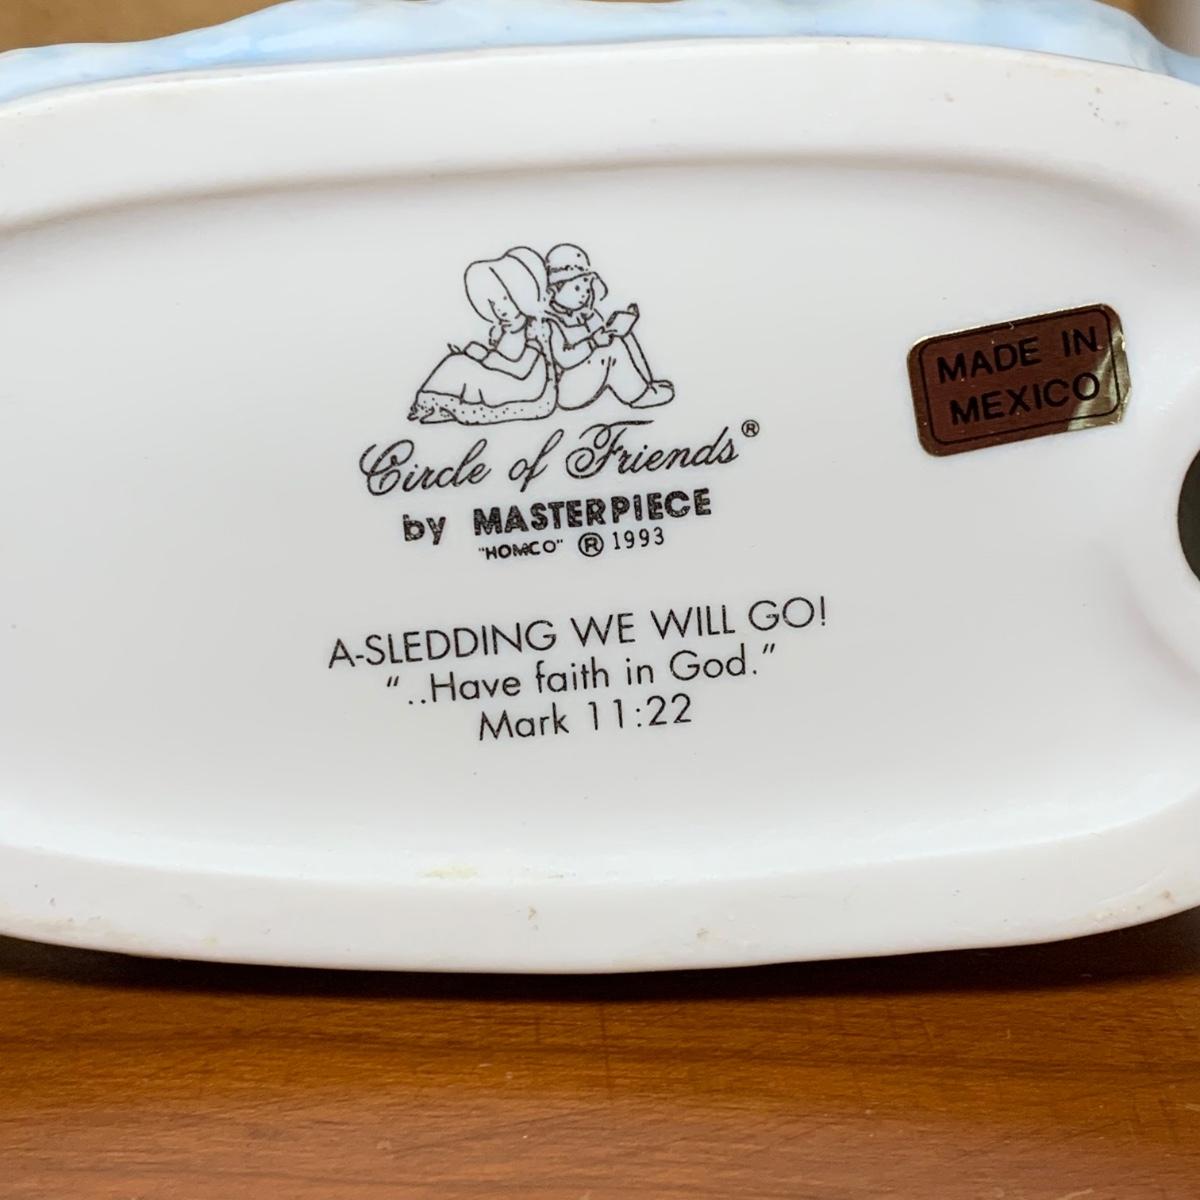 Circle of Friends®
by MASTERPIECE
"HOMCO" ® 1993
A-SLEDDING WE WILL GO!
"..Have faith in God."
Mark 11:22
MADE IN
MEXICO